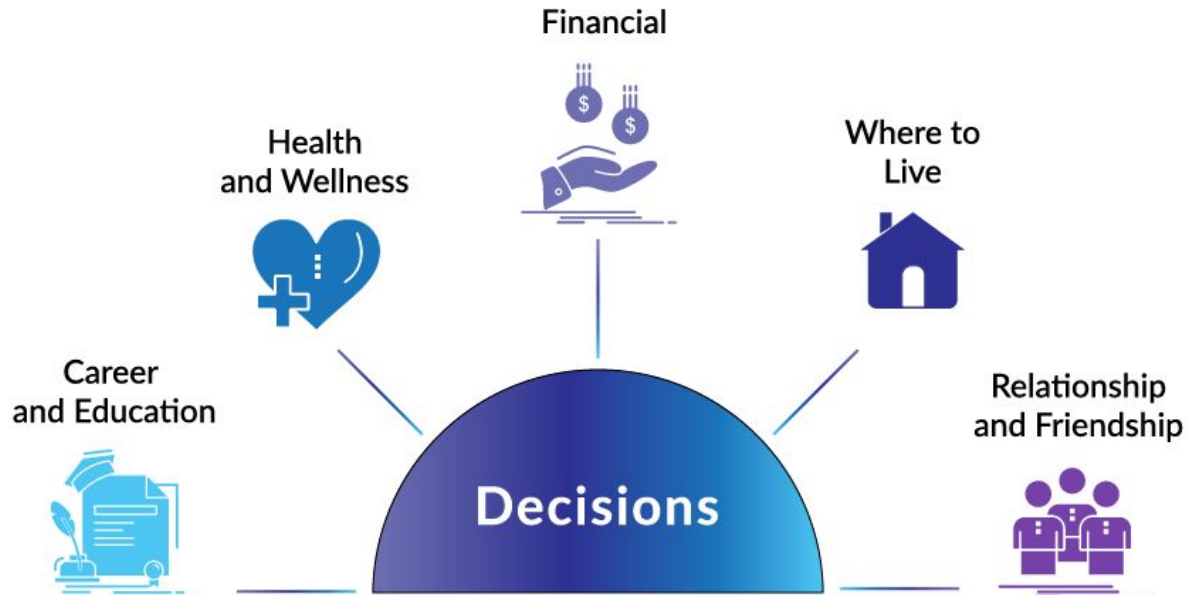 Financial
Health
and Wellness
Where to
Live
Career
and Education
Relationship
and Friendship
Decisions
$
$